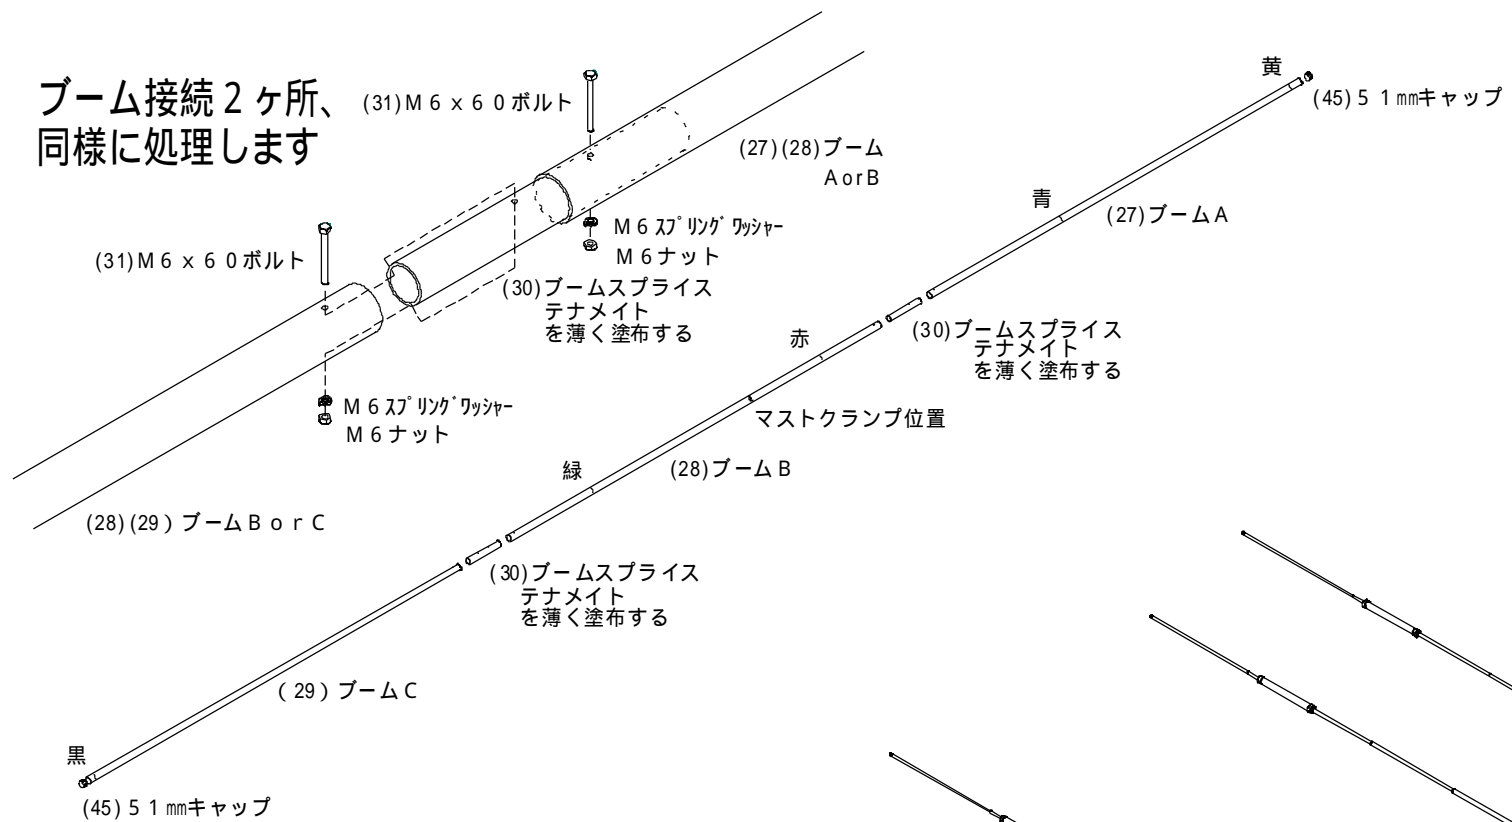 ブーム接続２ヶ所、
同様に処理します
(31)Ｍ６ｘ６０ボルト
(27)(28)ブーム
ＡorＢ
Ｍ６ｽﾌﾟﾘﾝｸﾞﾜｯｼｬｰ
Ｍ６ナット
(31)Ｍ６ｘ６０ボルト
(30)ブームスプライス
テナメイト
を薄く塗布する
Ｍ６ｽﾌﾟﾘﾝｸﾞﾜｯｼｬｰ
Ｍ６ナット
(28)(29)ブームＢｏｒＣ
黄
(45)５１㎜キャップ
青
(27)ブームＡ
(30)ブームスプライス
テナメイト
を薄く塗布する
赤
マストクランプ位置
(28)ブームＢ
緑
(30)ブームスプライス
テナメイト
を薄く塗布する
(29)ブームＣ
黒
(45)５１㎜キャップ